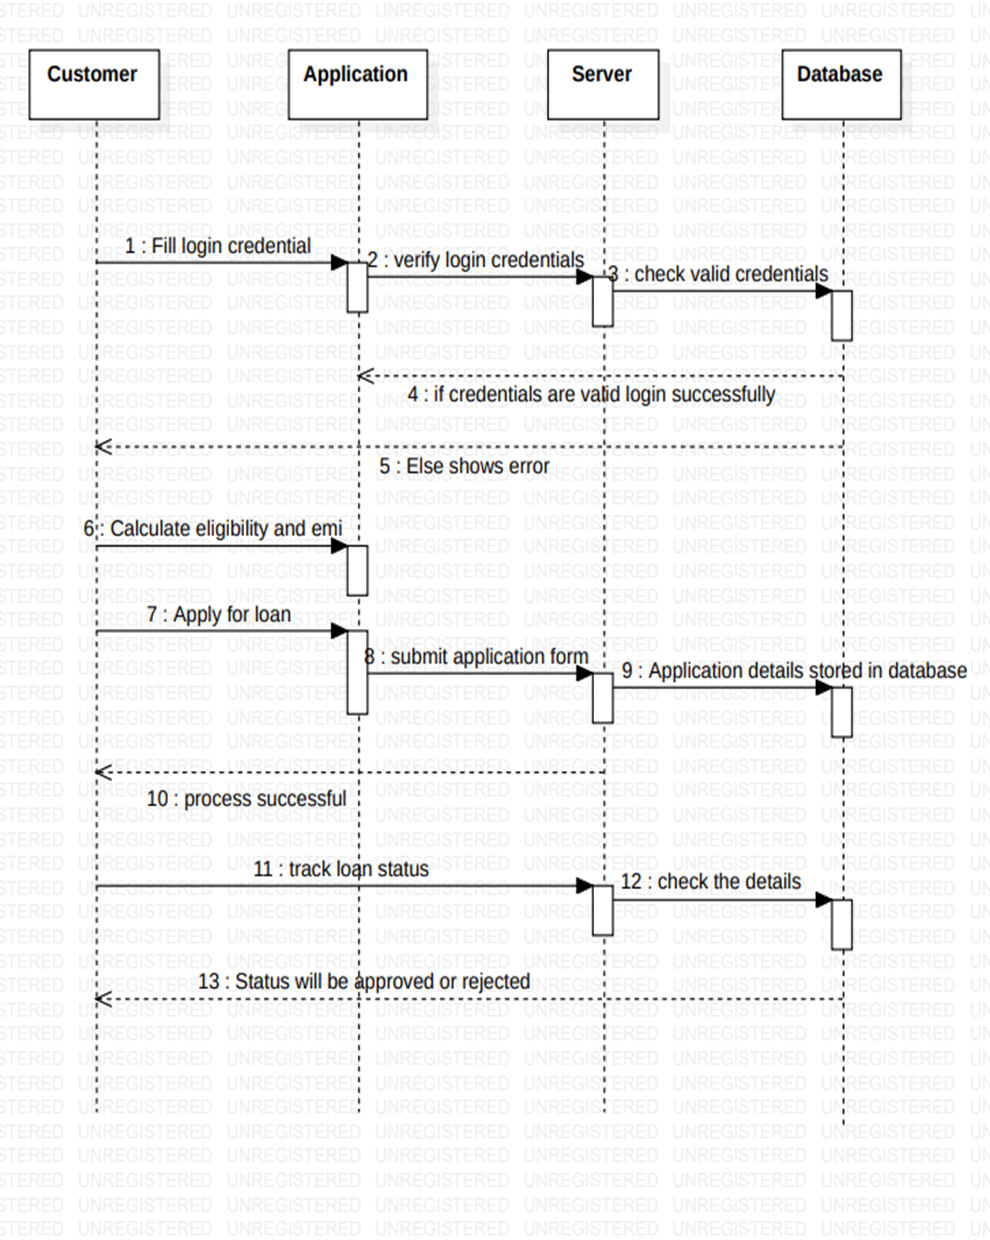 Customer
Application
Server
Database
1 : Fill login credential
2 : verify login credentials
3 : check valid credentials
4 : if credentials are valid login successfully
5 : Else shows error
6 : Calculate eligibility and emi
7 : Apply for loan
8 : submit application form
9 : Application details stored in database
10 : process successful
11 : track loan status
12 : check the details
13 : Status will be approved or rejected
UNREGISTERED